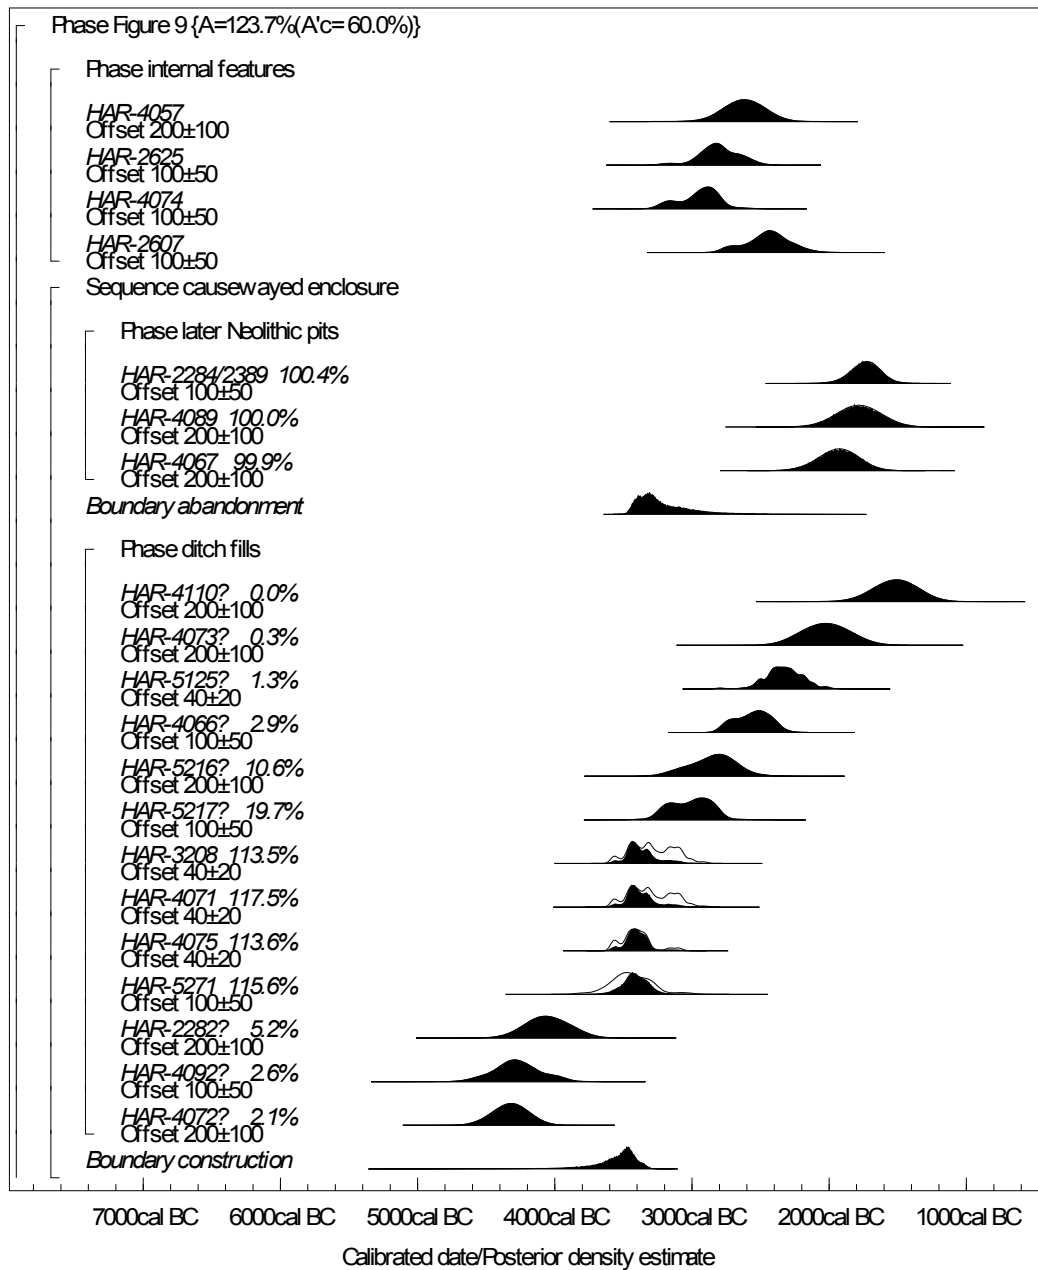 Phase Figure 9 {A=123.7%(A'c= 60.0%)}
Phase internal features
HAR-4057
Offset 200±100
HAR-2625
Offset 100±50
HAR-4074
Offset 100±50
HAR-2607
Offset 100±50
Sequence causewayed enclosure
Phase later Neolithic pits
HAR-2284/2389 100.4%
Offset 100±50
HAR-4089 100.0%
Offset 200±100
HAR-4067 99.9%
Offset 200±100
Boundary abandonment
Phase ditch fills
HAR-4110? 0.0%
Offset 200±100
HAR-4073? 0.3%
Offset 200±100
HAR-5125? 1.3%
Offset 40±20
HAR-4066? 2.9%
Offset 100±50
HAR-5216? 10.6%
Offset 200±100
HAR-5217? 19.7%
Offset 100±50
HAR-3208 113.5%
Offset 40±20
HAR-4071 117.5%
Offset 40±20
HAR-4075 113.6%
Offset 40±20
HAR-5271 115.6%
Offset 100±50
HAR-2282? 5.2%
Offset 200±100
HAR-4092? 2.6%
Offset 100±50
HAR-4072? 2.1%
Offset 200±100
Boundary construction
7000cal BC 6000cal BC 5000cal BC 4000cal BC 3000cal BC 2000cal BC 1000cal BC
Calibrated date/Posterior density estimate